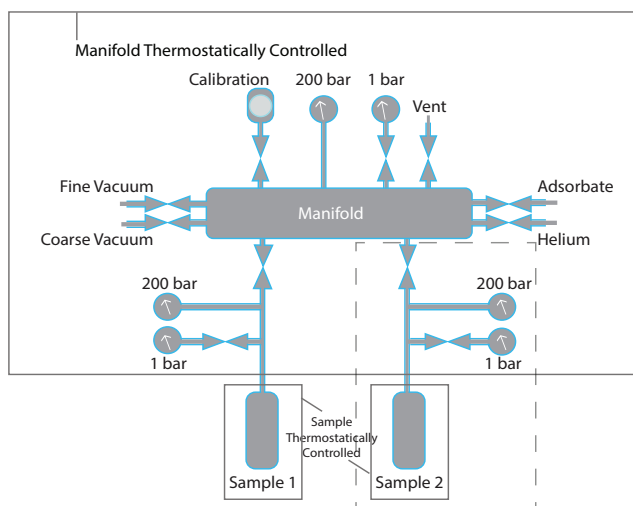 Manifold Thermostatically Controlled
Calibration
200 bar
1 bar
Vent
Fine Vacuum
Adsorbate
Manifold
Coarse Vacuum
Helium
200 bar
200 bar
1 bar
1 bar
Sample
Thermostatically
Controlled
Sample 1
Sample 2